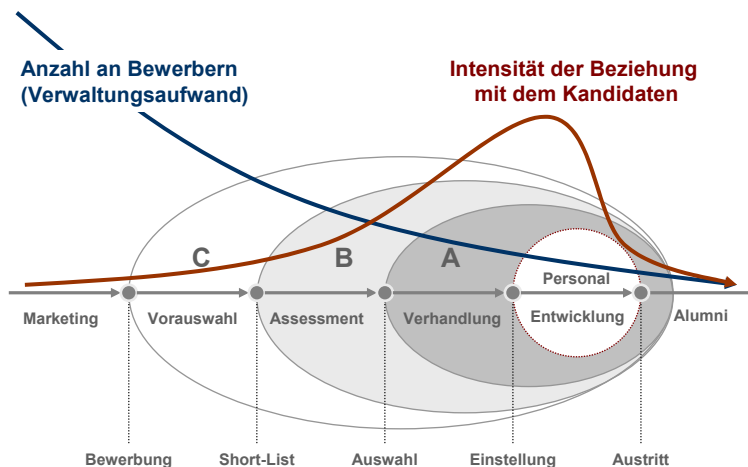 Anzahl an Bewerbern
(Verwaltungsaufwand)
Intensität der Beziehung
mit dem Kandidaten
C
B
A
Personal
Marketing
Vorauswahl
Assessment
Verhandlung
Entwicklung
Alumni
Bewerbung
Short-List
Auswahl
Einstellung
Austritt